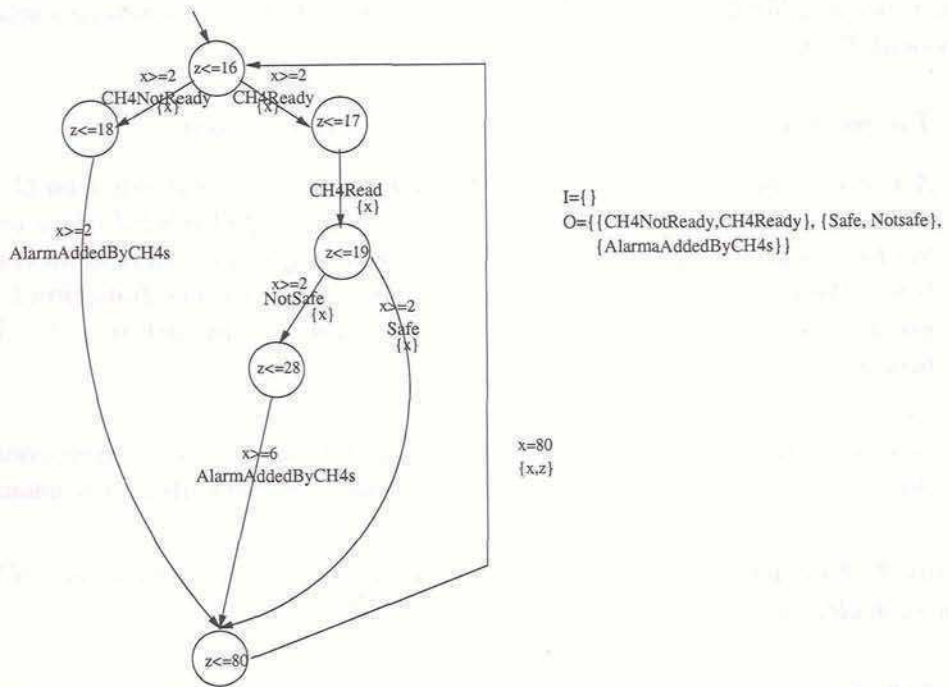 z<=16
x>=2
CH4NotReady
{x}
x>=2
CH4Ready
{x}
z<=18
z<=17
CH4Read
{x}
I={}
O={{CH4NotReady,CH4Ready}, {Safe, Notsafe},
{AlarmaAddedByCH4s}}
x>=2
AlarmAddedByCH4s
z<=19
x>=2
NotSafe
{x}
x>=2
Safe
{x}
z<=28
x=80
{x,z}
x>=6
AlarmAddedByCH4s
z<=80